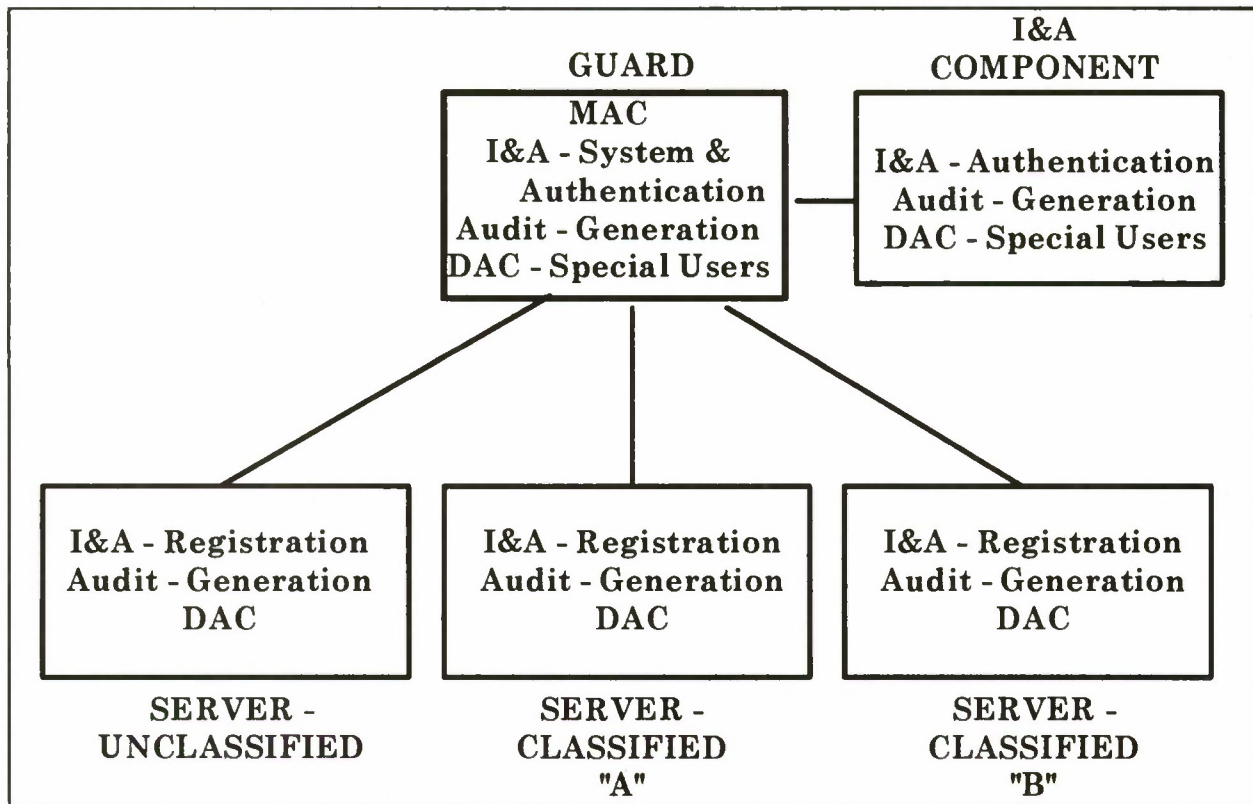 GUARD
MAC
I&A - System &
Authentication
Audit - Generation
DAC - Special Users
I&A
COMPONENT
I&A - Authentication
Audit - Generation
DAC - Special Users
I&A - Registration
Audit - Generation
DAC
SERVER -
UNCLASSIFIED
I&A - Registration
Audit - Generation
DAC
SERVER -
CLASSIFIED
"A"
I&A - Registration
Audit - Generation
DAC
SERVER -
CLASSIFIED
"B"